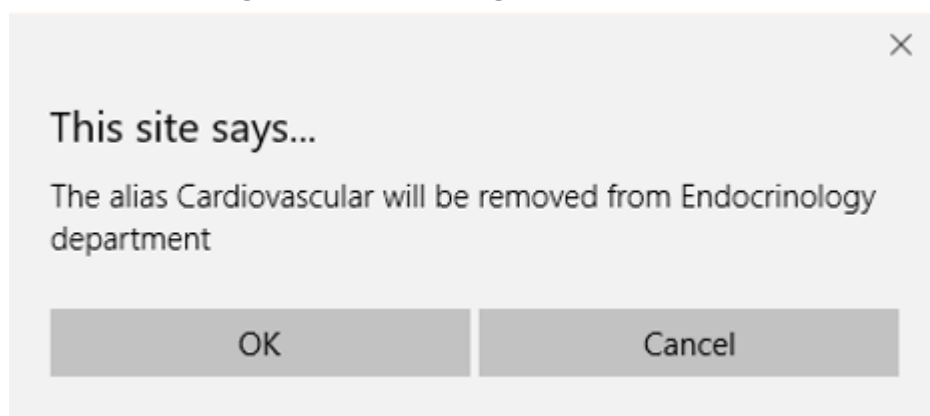 This site says...
The alias Cardiovascular will be removed from Endocrinology
department
OK
Cancel